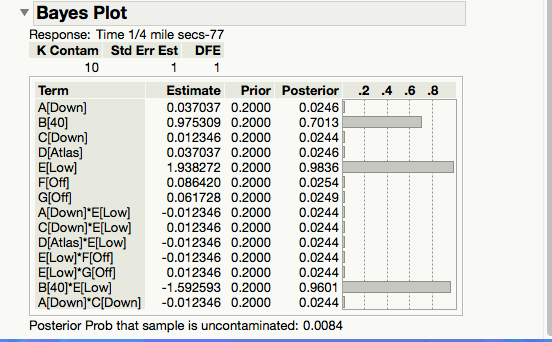 Bayes Plot
Response: Time 1/4 mile secs-77
K Contam Std Err Est DFE
10 1 1
Term Estimate Prior Posterior .2 .4 .6 .8
A[Down] 0.037037 0.2000 0.0246
B[40] 0.975309 0.2000 0.7013
C[Down] 0.012346 0.2000 0.0244
D[Atlas] 0.037037 0.2000 0.0246
E[Low] 1.938272 0.2000 0.9836
F[Off] 0.086420 0.2000 0.0254
G[Off] 0.061728 0.2000 0.0249
A[Down]*E[Low] -0.012346 0.2000 0.0244
C[Down]*E[Low] 0.012346 0.2000 0.0244
D[Atlas]*E[Low] -0.012346 0.2000 0.0244
E[Low]*F[Off] -0.012346 0.2000 0.0244
E[Low]*G[Off] 0.012346 0.2000 0.0244
B[40]*E[Low] -1.592593 0.2000 0.9601
A[Down]*C[Down] -0.012346 0.2000 0.0244
Posterior Prob that sample is uncontaminated: 0.0084